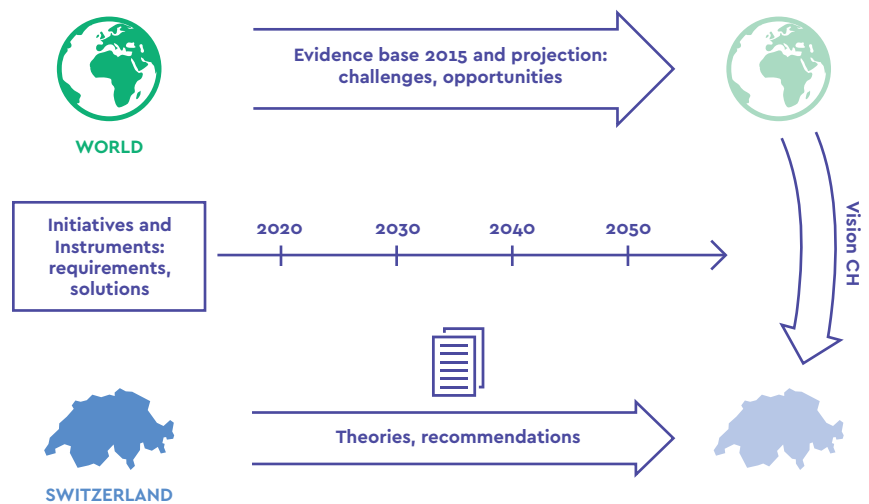 Evidence base 2015 and projection:
challenges, opportunities
WORLD
Initiatives and
Instruments:
requirements,
solutions
2020 2030 2040 2050
Vision CH
Theories, recommendations
SWITZERLAND